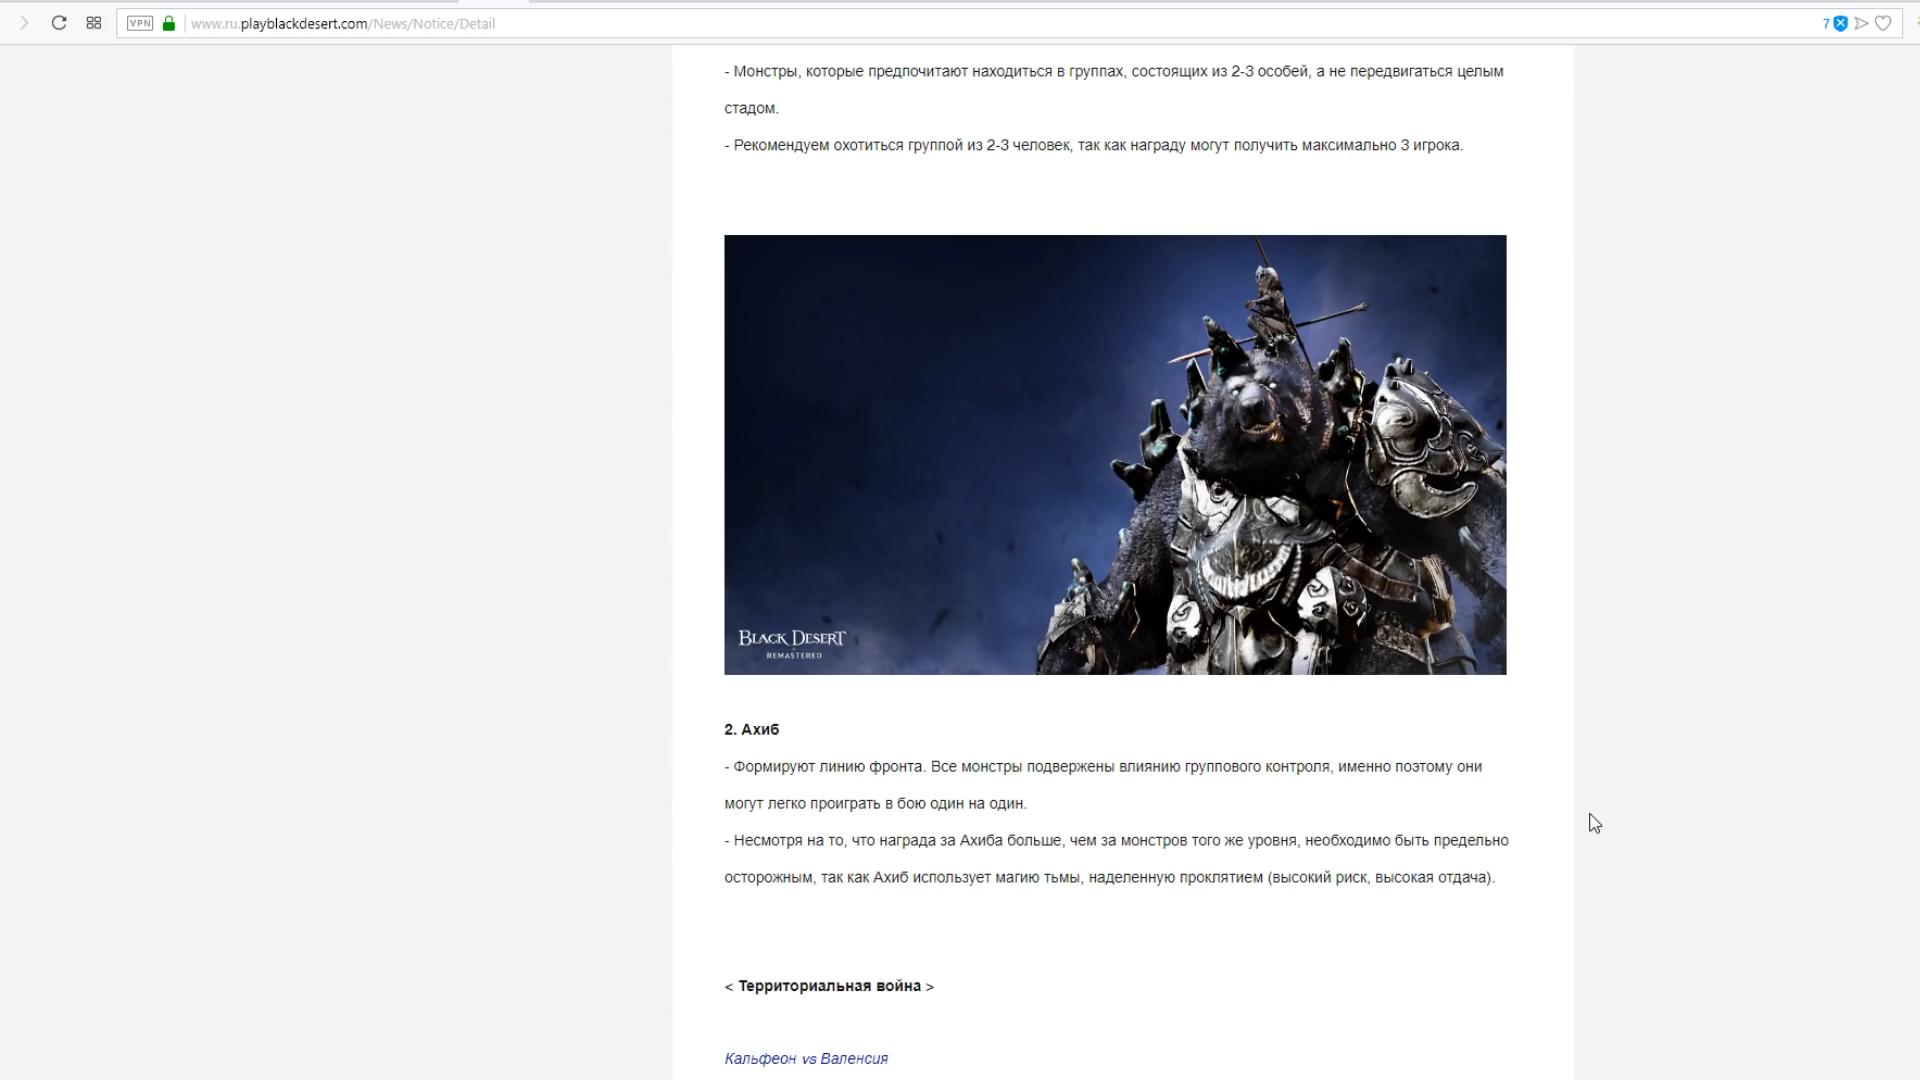 VPN
www.ru.playblackdesert.com/News/Notice/Detail
7
- Монстры, которые предпочитают находиться в группах, состоящих из 2-3 особей, а не передвигаться целым
стадом.
- Рекомендуем охотиться группой из 2-3 человек, так как награду могут получить максимально 3 игрока.
BLACK DESERT
REMASTERED
2. Ахиб
- Формируют линию фронта. Все монстры подвержены влиянию группового контроля, именно поэтому они
могут легко проиграть в бою один на один.
- Несмотря на то, что награда за Ахиба больше, чем за монстров того же уровня, необходимо быть предельно
осторожным, так как Ахиб использует магию тьмы, наделенную проклятием (высокий риск, высокая отдача).
< Территориальная война >
Кальфеон vs Валенсия